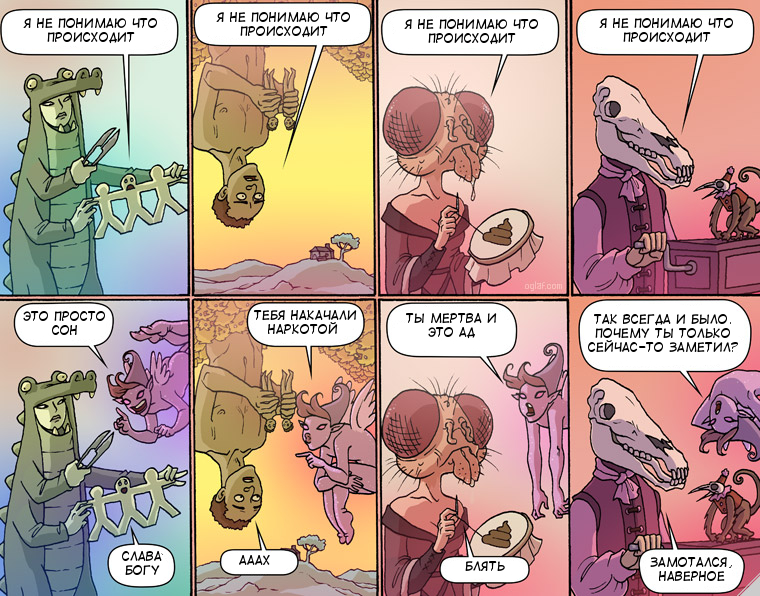 Я НЕ ПОНИМАЮ ЧТО
ПРОИСХОДИТ
Я НЕ ПОНИМАЮ ЧТО
ПРОИСХОДИТ
Я НЕ ПОНИМАЮ ЧТО
ПРОИСХОДИТ
Я НЕ ПОНИМАЮ ЧТО
ПРОИСХОДИТ
oglaf.com
ЭТО ПРОСТО
СОН
СЛАВА
БОГУ
ТЕБЯ НАКАЧАЛИ
НАРКОТОЙ
АААХ
ТЫ МЕРТВА И
ЭТО АД
БЛЯТЬ
ТАК ВСЕГДА И БЫЛО.
ПОЧЕМУ ТЫ ТОЛЬКО
СЕЙЧАС-ТО ЗАМЕТИЛ?
ЗАМОТАЛСЯ,
НАВЕРНОЕ